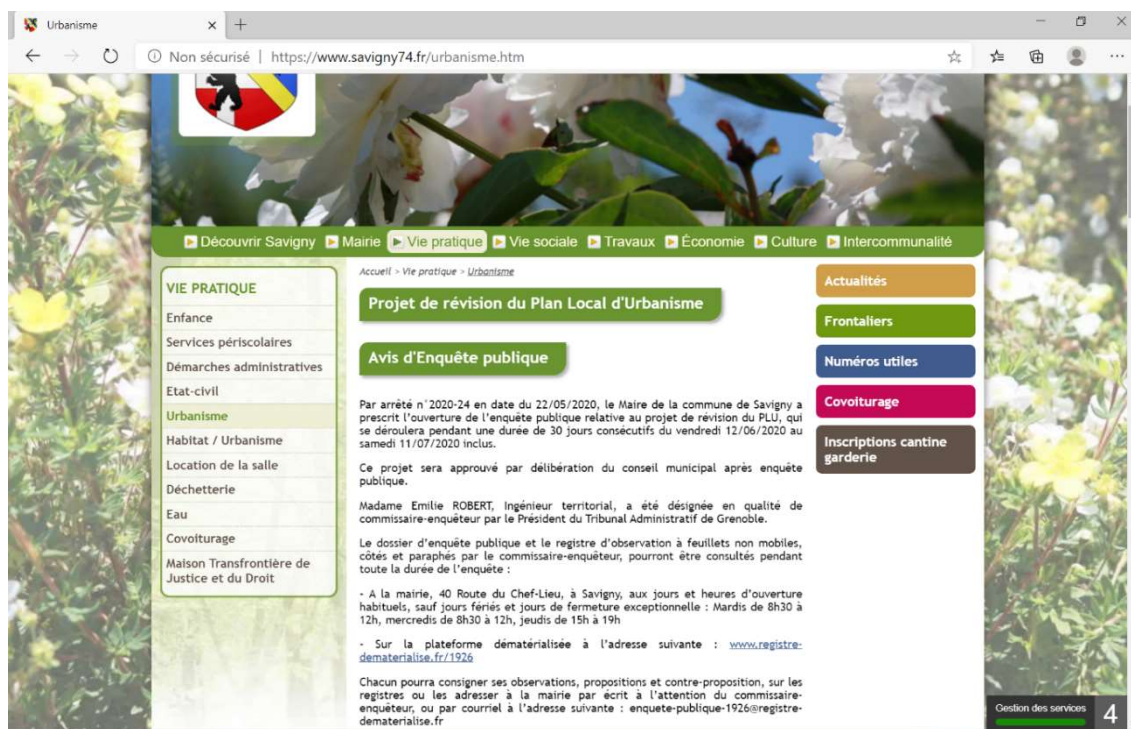 Urbanisme
Non sécurisé | https://www.savigny74.fr/urbanisme.htm
Découvrir Savigny Mairie Vie pratique Vie sociale Travaux Économie Culture Intercommunalité
VIE PRATIQUE
Enfance
Services périscolaires
Démarches administratives
Etat-civil
Urbanisme
Habitat / Urbanisme
Location de la salle
Déchetterie
Eau
Covoiturage
Maison Transfrontière de
Justice et du Droit
Accueil > Vie pratique > Urbanisme
Projet de révision du Plan Local d'Urbanisme
Avis d'Enquête publique
Par arrêté n°2020-24 en date du 22/05/2020, le Maire de la commune de Savigny a
prescrit l'ouverture de l'enquête publique relative au projet de révision du PLU, qui
se déroulera pendant une durée de 30 jours consécutifs du vendredi 12/06/2020 au
samedi 11/07/2020 inclus.
Ce projet sera approuvé par délibération du conseil municipal après enquête
publique.
Madame Emilie ROBERT, Ingénieur territorial, a été désignée en qualité de
commissaire-enquêteur par le Président du Tribunal Administratif de Grenoble.
Le dossier d'enquête publique et le registre d'observation à feuillets non mobiles,
côtés et paraphés par le commissaire-enquêteur, pourront être consultés pendant
toute la durée de l'enquête :
- A la mairie, 40 Route du Chef-Lieu, à Savigny, aux jours et heures d'ouverture
habituels, sauf jours fériés et jours de fermeture exceptionnelle : Mardis de 8h30 à
12h, mercredis de 8h30 à 12h, jeudis de 15h à 19h
- Sur la plateforme dématérialisée à l'adresse suivante : www.registre-
dematerialise.fr/1926
Chacun pourra consigner ses observations, propositions et contre-proposition, sur les
registres ou les adresser à la mairie par écrit à l'attention du commissaire-
enquêteur, ou par courriel à l'adresse suivante : enquete-publique-1926@registre-
dematerialise.fr
Actualités
Frontaliers
Numéros utiles
Covoiturage
Inscriptions cantine
garderie
Gestion des services 4